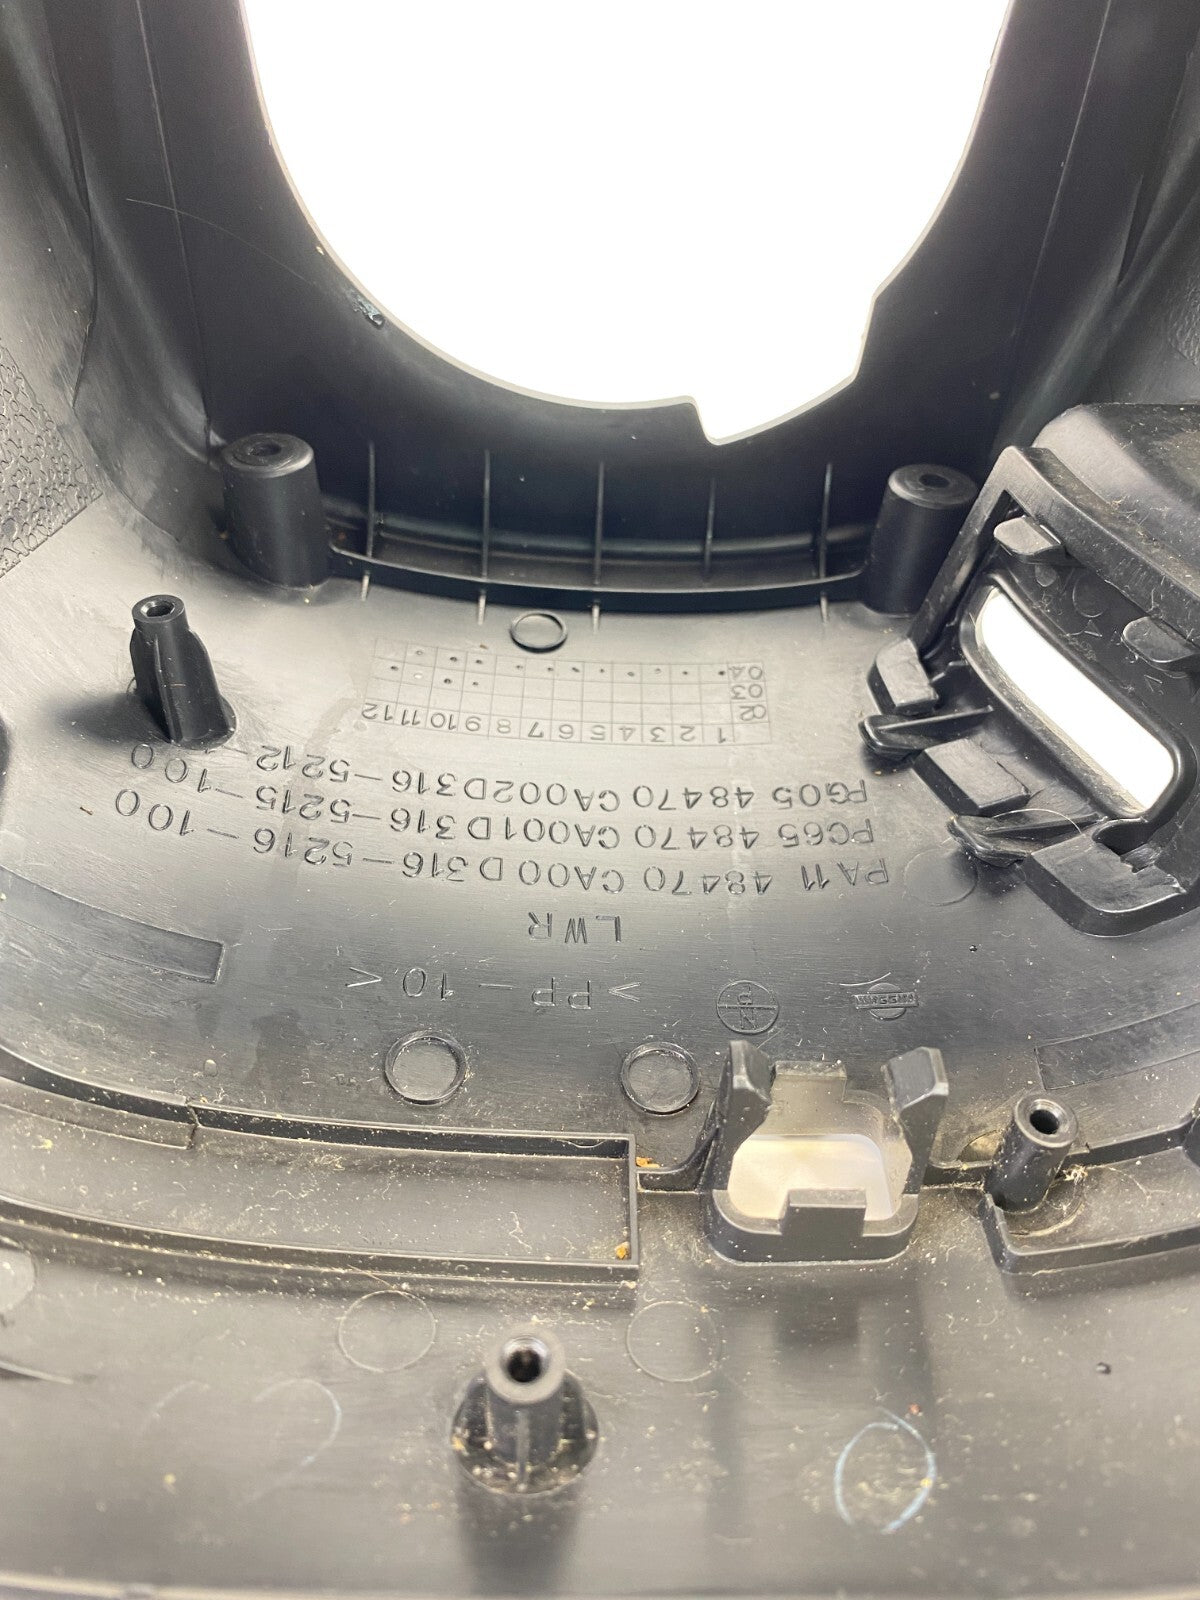 NISSAN
N P
>PP-10<
LWR
PA11 48470 CA00 D316-5216-100
PC65 48470 CA001D316-5215-100
PG05 48470 CA002D316-5212-
1 2 3 4 5 6 7 8 9 10 11 12
02
03
04